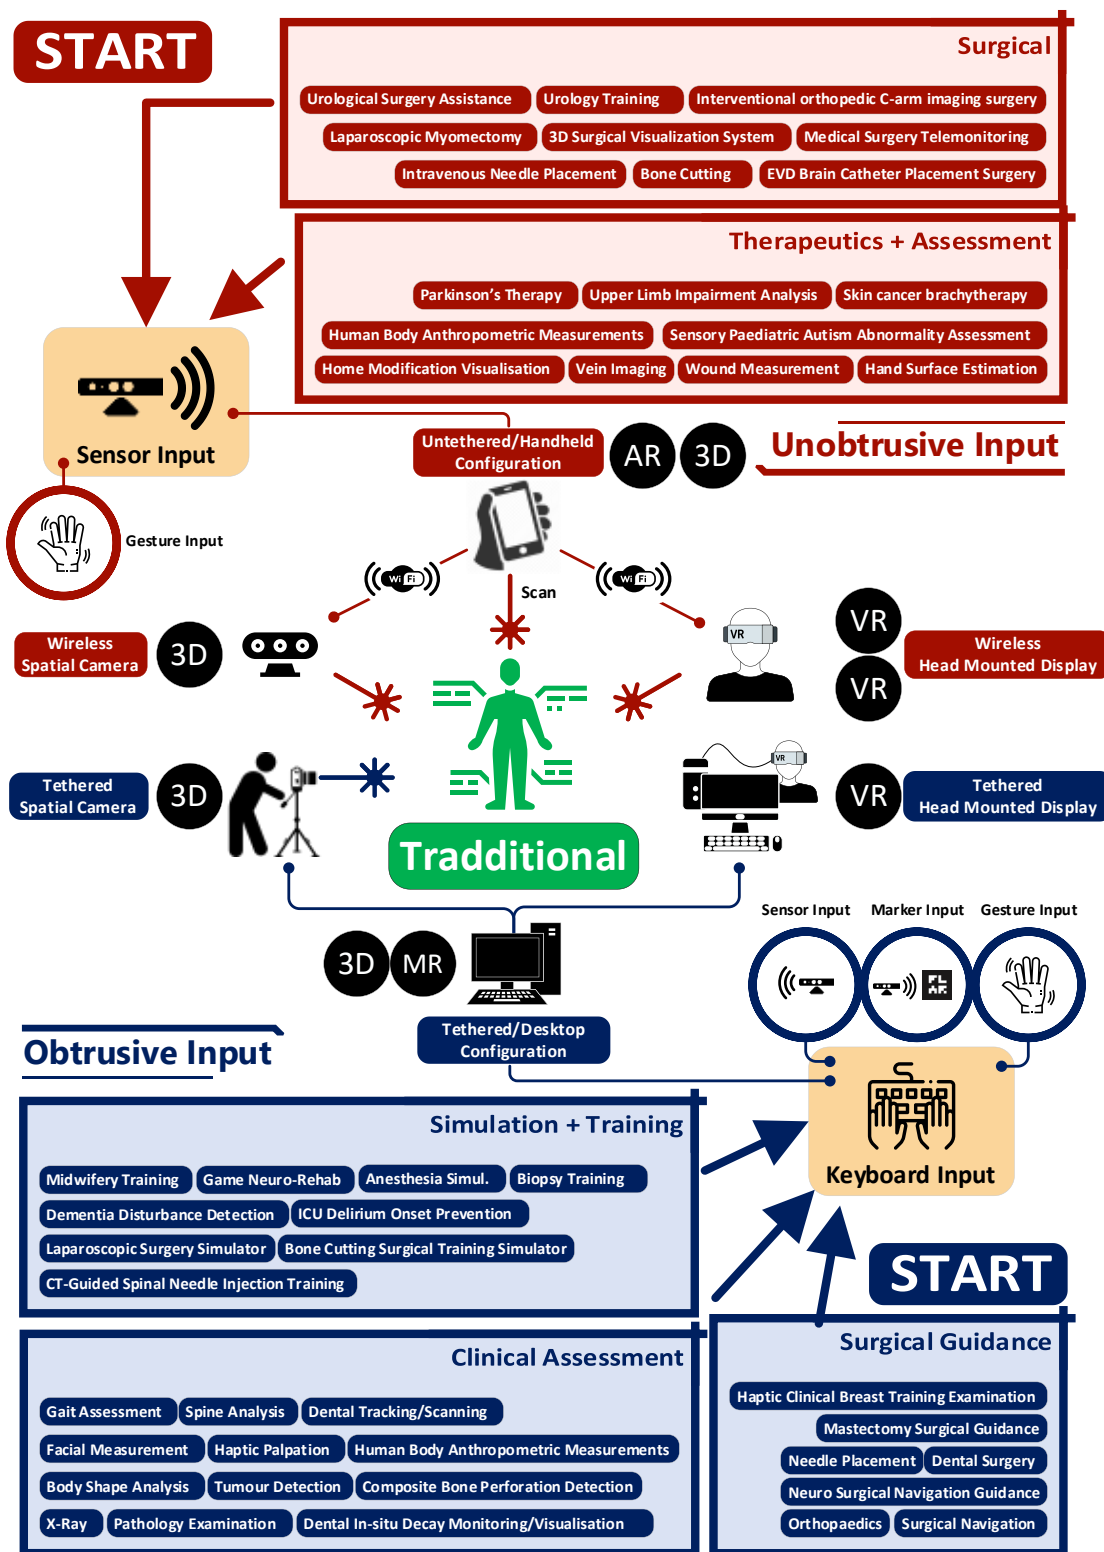 START
Surgical
Urological Surgery Assistance
Urology Training
Interventional orthopedic C-arm imaging surgery
Laparoscopic Myomectomy
3D Surgical Visualization System
Medical Surgery Telemonitoring
Intravenous Needle Placement
Bone Cutting
EVD Brain Catheter Placement Surgery
Therapeutics + Assessment
Parkinson's Therapy
Upper Limb Impairment Analysis
Skin cancer brachytherapy
Human Body Anthropometric Measurements
Sensory Paediatric Autism Abnormality Assessment
Home Modification Visualisation
Vein Imaging
Wound Measurement
Hand Surface Estimation
Sensor Input
Untethered/Handheld
Configuration
AR
3D
Unobtrusive Input
Gesture Input
Wi Fi
Wi Fi
Scan
Wireless
Spatial Camera
3D
VR
VR
VR
Wireless
Head Mounted Display
Tethered
Spatial Camera
3D
VR
VR
Tethered
Head Mounted Display
Tradditional
Sensor Input
Marker Input
Gesture Input
3D
MR
Tethered/Desktop
Configuration
Obtrusive Input
Keyboard Input
Simulation + Training
Midwifery Training
Game Neuro-Rehab
Anesthesia Simul.
Biopsy Training
Dementia Disturbance Detection
ICU Delirium Onset Prevention
Laparoscopic Surgery Simulator
Bone Cutting Surgical Training Simulator
CT-Guided Spinal Needle Injection Training
START
Clinical Assessment
Gait Assessment
Spine Analysis
Dental Tracking/Scanning
Facial Measurement
Haptic Palpation
Human Body Anthropometric Measurements
Body Shape Analysis
Tumour Detection
Composite Bone Perforation Detection
X-Ray
Pathology Examination
Dental In-situ Decay Monitoring/Visualisation
Surgical Guidance
Haptic Clinical Breast Training Examination
Mastectomy Surgical Guidance
Needle Placement
Dental Surgery
Neuro Surgical Navigation Guidance
Orthopaedics
Surgical Navigation